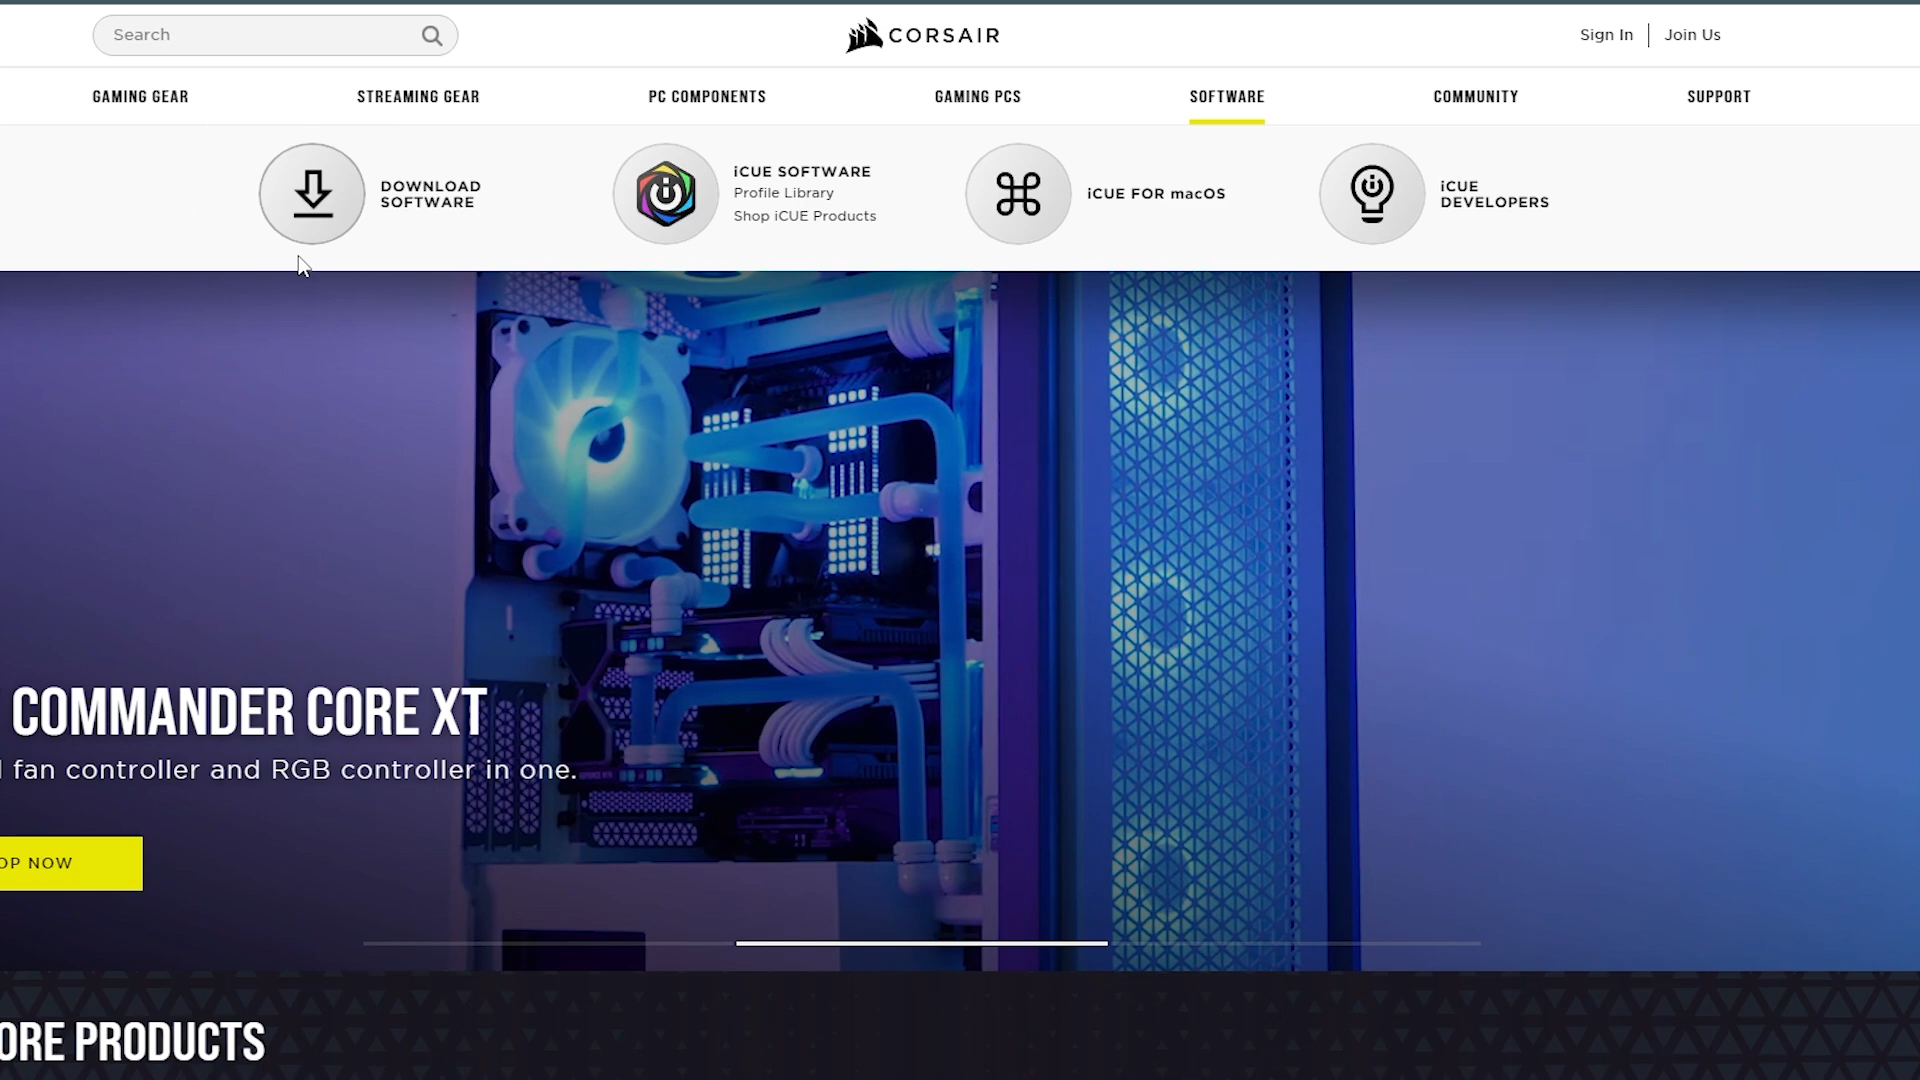 Search
CORSAIR
Sign In
Join Us
GAMING GEAR
STREAMING GEAR
PC COMPONENTS
GAMING PCS
SOFTWARE
COMMUNITY
SUPPORT
DOWNLOAD
SOFTWARE
iCUE SOFTWARE
Profile Library
Shop iCUE Products
iCUE FOR macOS
iCUE
DEVELOPERS
COMMANDER CORE XT
fan controller and RGB controller in one.
OP NOW
ORE PRODUCTS